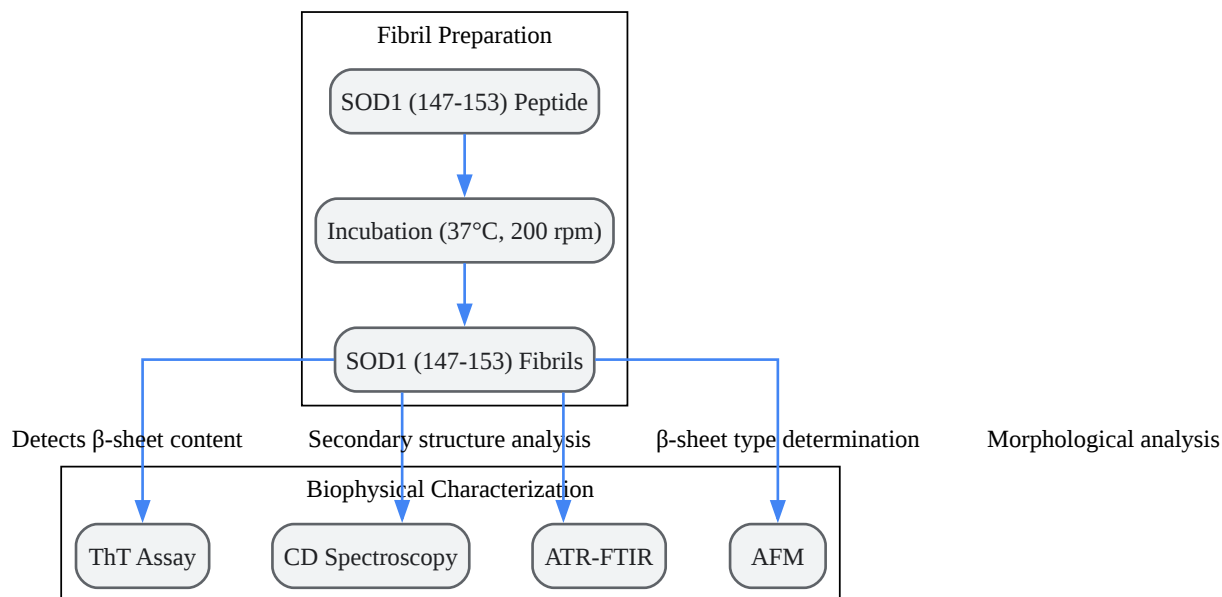 Fibril Preparation
SOD1 (147-153) Peptide
Incubation (37°C, 200 rpm)
SOD1 (147-153) Fibrils
Detects β-sheet content
Secondary structure analysis
β-sheet type determination
Morphological analysis
Biophysical Characterization
ThT Assay
CD Spectroscopy
ATR-FTIR
AFM